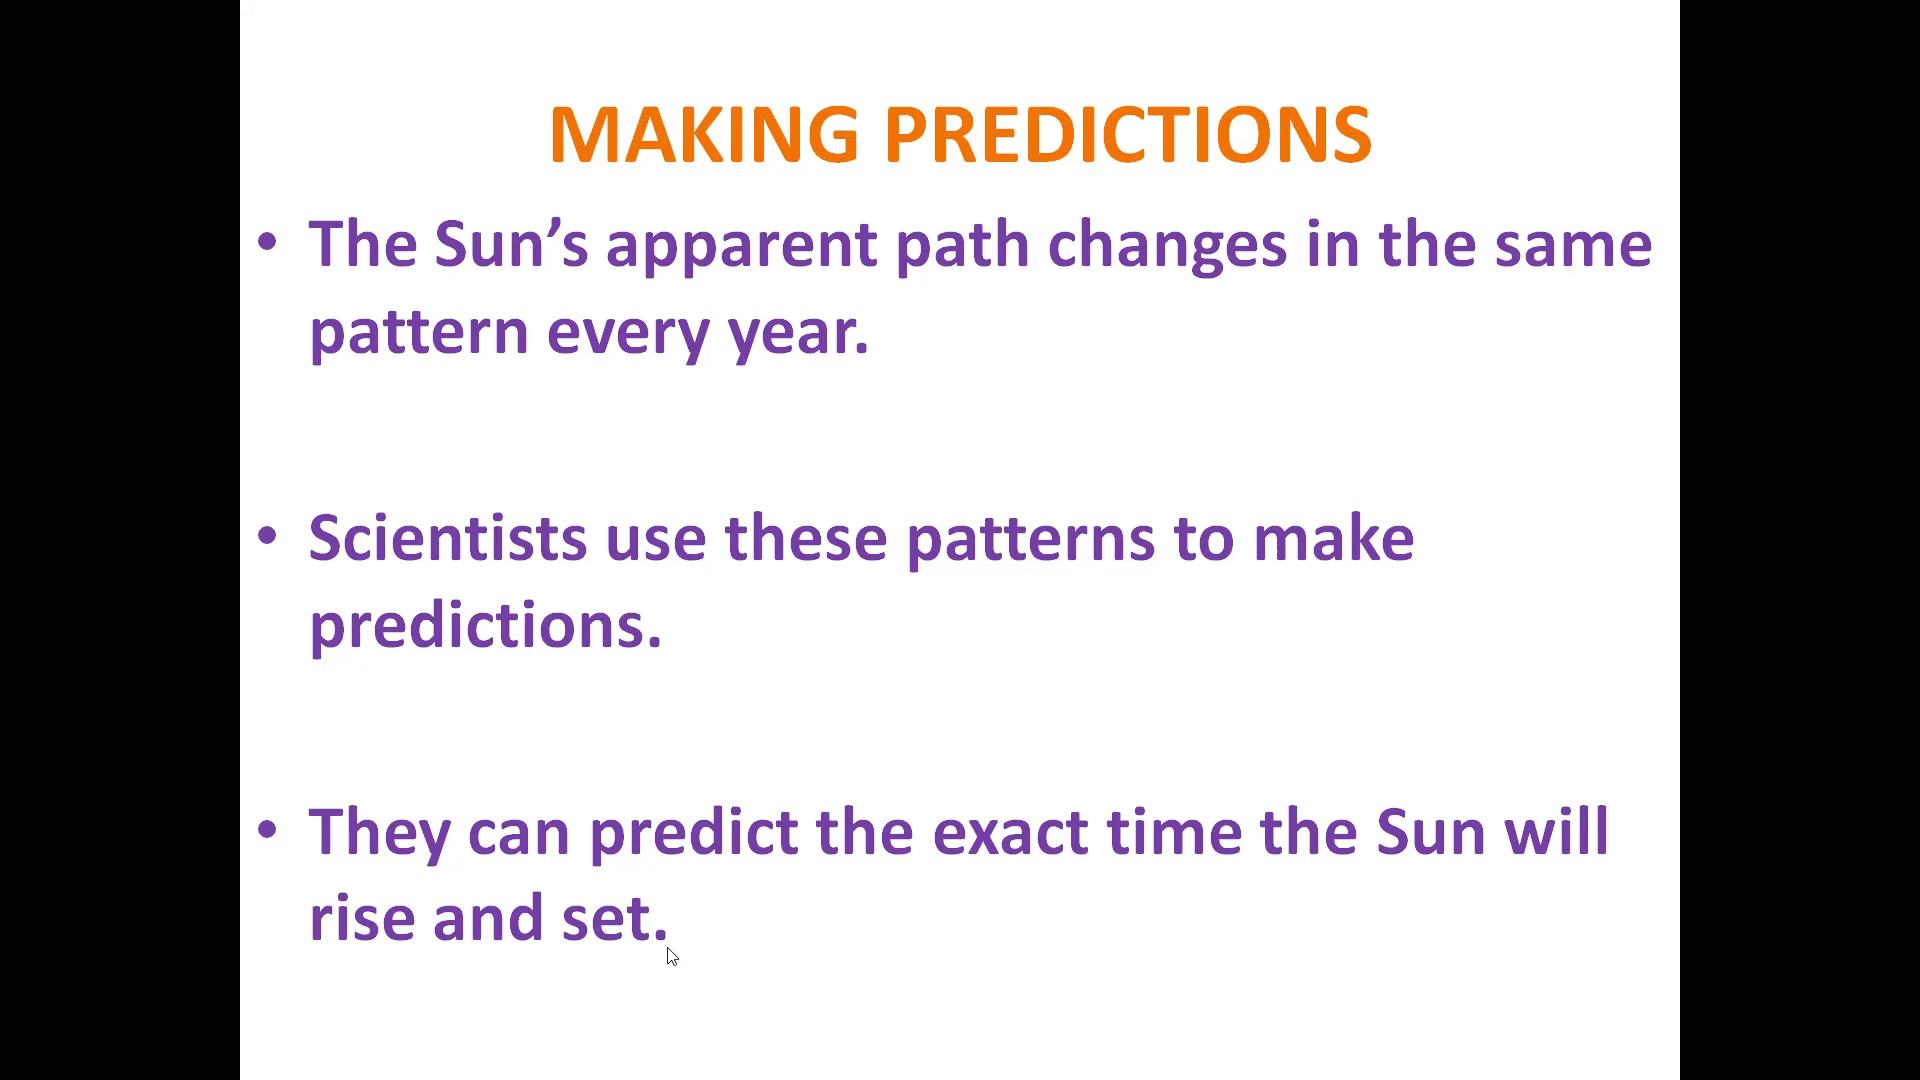 MAKING PREDICTIONS
• The Sun’s apparent path changes in the same
pattern every year.
• Scientists use these patterns to make
predictions.
• They can predict the exact time the Sun will
rise and set.